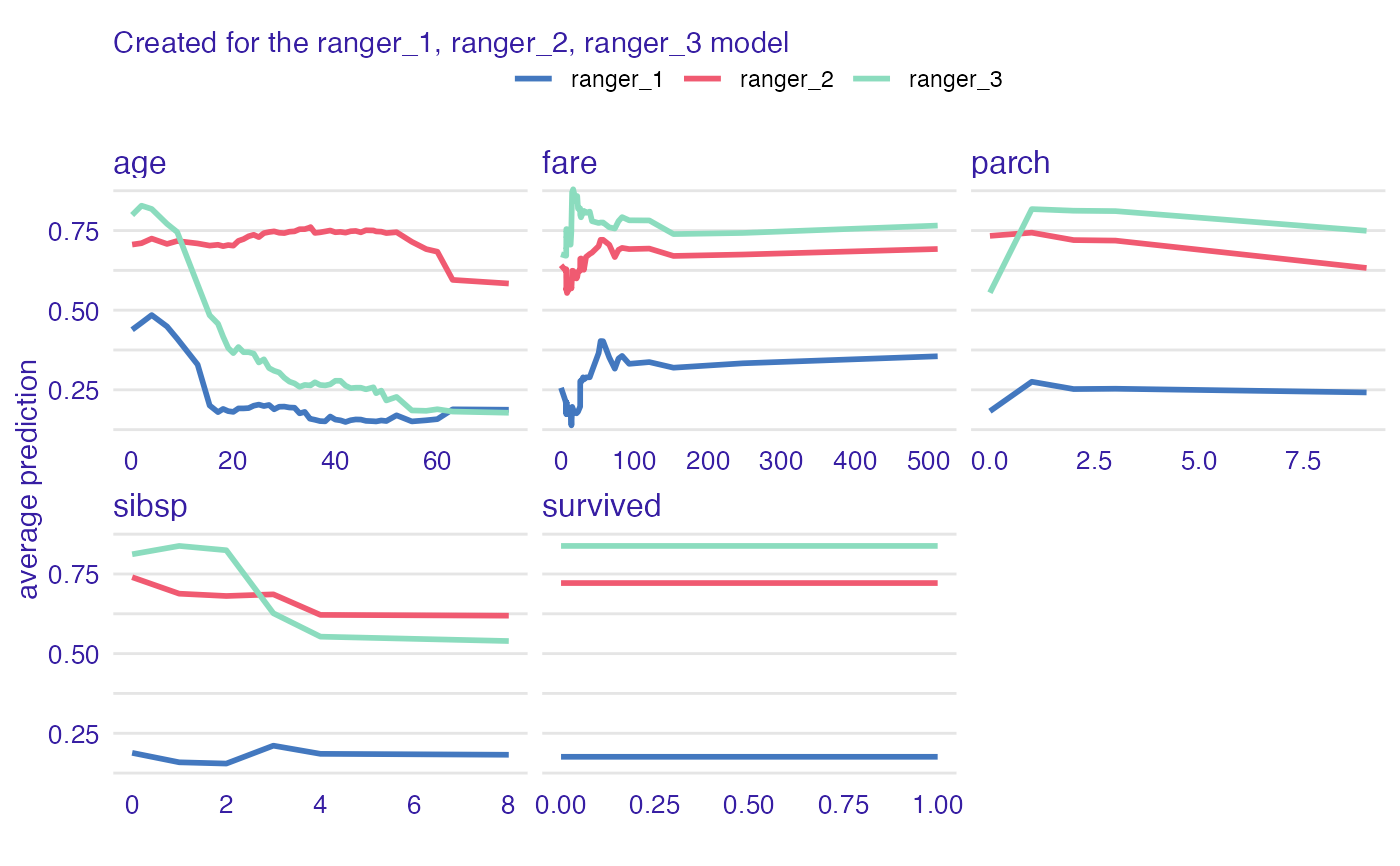 Created for the ranger_1, ranger_2, ranger_3 model
ranger_1 ranger_2 ranger_3
age fare parch
0.75
0.50
0.25
0 20 40 60 0 100 200 300 400 500 0.0 2.5 5.0 7.5
average prediction
sibsp survived
0.75
0.50
0.25
0 2 4 6 8 0.00 0.25 0.50 0.75 1.00